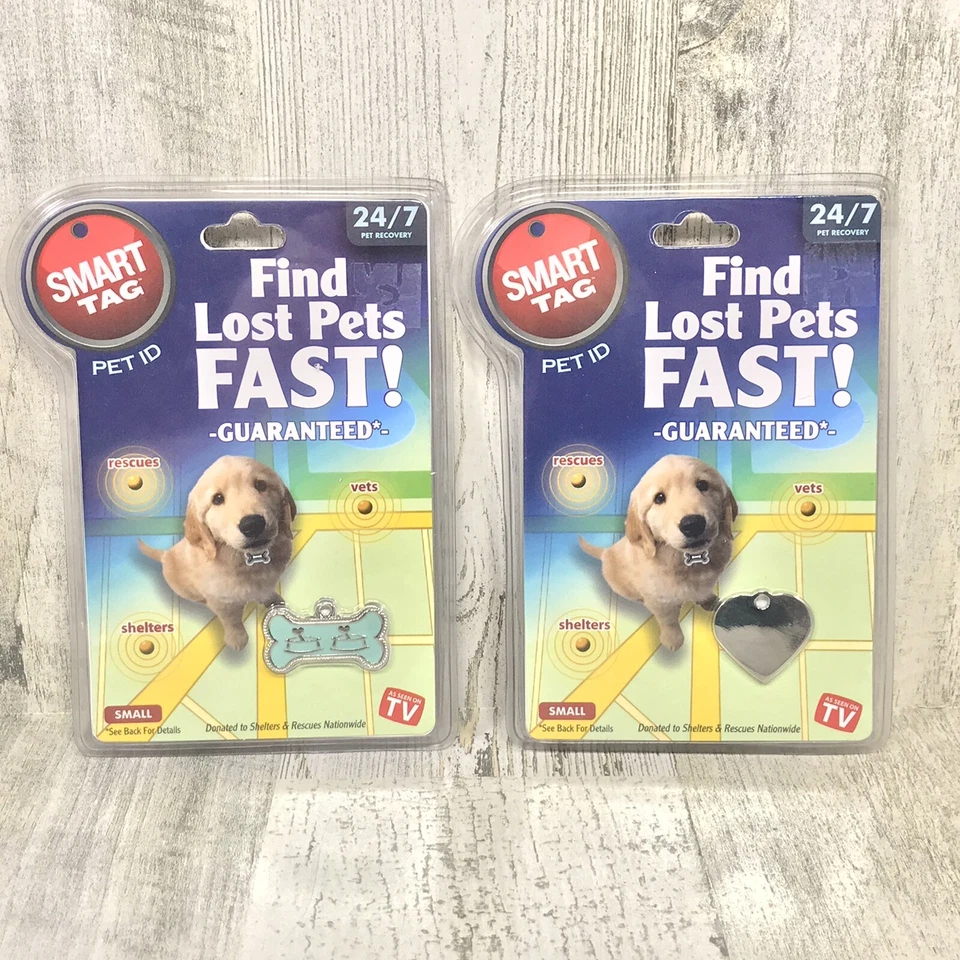 SMART
TAG
PET ID
24/7
PET RECOVERY
Find
Lost Pets
FAST!
-GUARANTEED*-
rescues
vets
shelters
SMALL
*See Back For Details
Donated to Shelters & Rescues Nationwide
AS SEEN ON
TV
SMART
TAG
PET ID
24/7
PET RECOVERY
Find
Lost Pets
FAST!
-GUARANTEED*-
rescues
vets
shelters
SMALL
*See Back For Details
Donated to Shelters & Rescues Nationwide
AS SEEN ON
TV